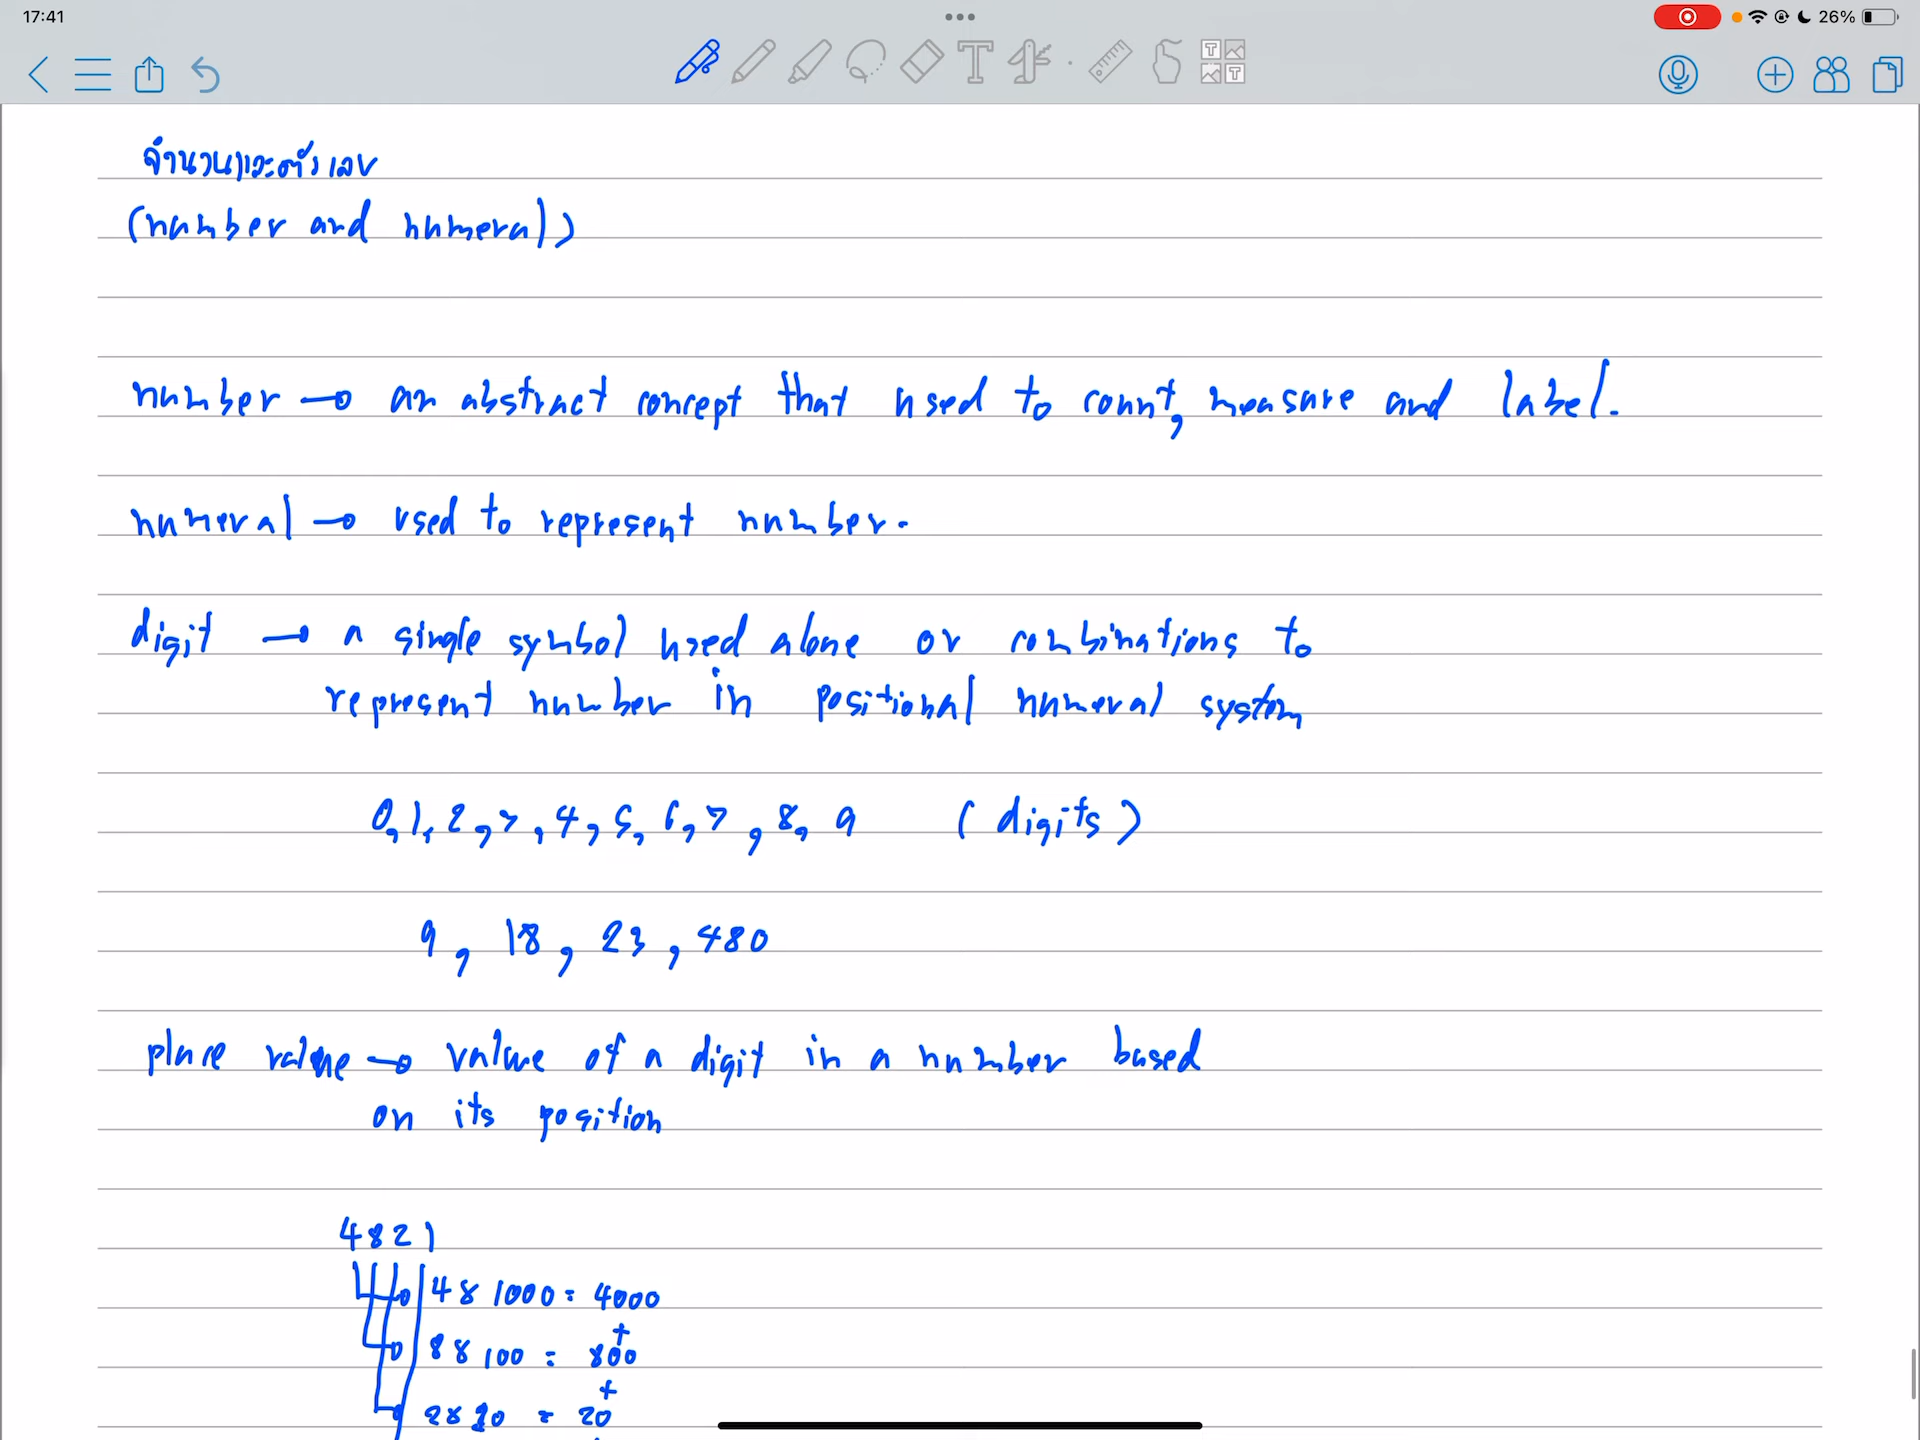 17:41
26%
จำนวนและตัวเลข
(number and numeral)
number → an abstract concept that used to count, measure and label.
numeral → used to represent number.
digit → a single symbol used alone or combinations to
represent number in positional numeral system
0, 1, 2, 3, 4, 5, 6, 7, 8, 9 (digits)
9, 18, 23, 480
place value → value of a digit in a number based
on its position
4821
4 × 1000 = 4000
+
8 × 100 = 800
+
2 × 10 = 20